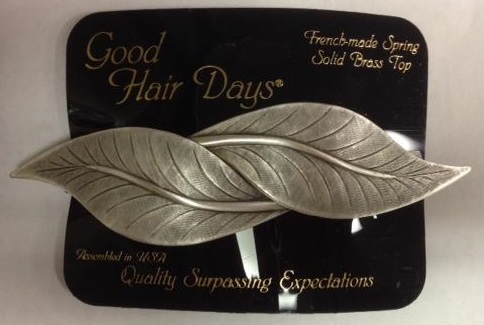 Good
Hair Days®
French-made Spring
Solid Brass Top
Assembled in USA
Quality Surpassing Expectations